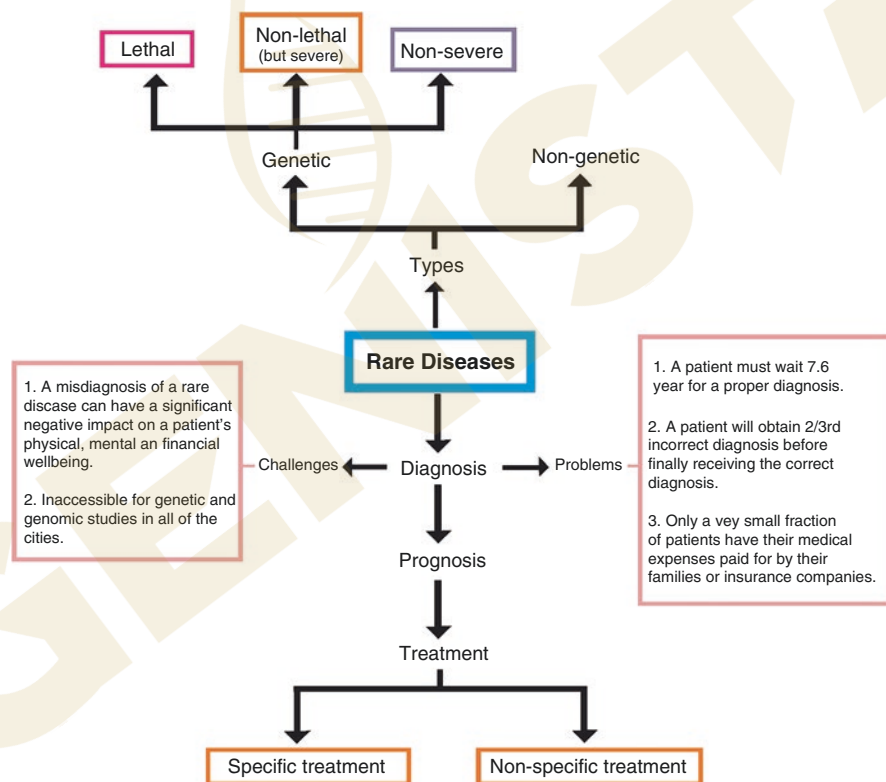 Lethal
Non-lethal
(but severe)
Non-severe
Genetic
Non-genetic
Types
Rare Diseases
1. A misdiagnosis of a rare
discase can have a significant
negative impact on a patient's
physical, mental an financial
wellbeing.
2. Inaccessible for genetic and
genomic studies in all of the
cities.
Challenges
Diagnosis
Problems
1. A patient must wait 7.6
year for a proper diagnosis.
2. A patient will obtain 2/3rd
incorrect diagnosis before
finally receiving the correct
diagnosis.
3. Only a vey small fraction
of patients have their medical
expenses paid for by their
families or insurance companies.
Prognosis
Treatment
Specific treatment
Non-specific treatment
GENIST